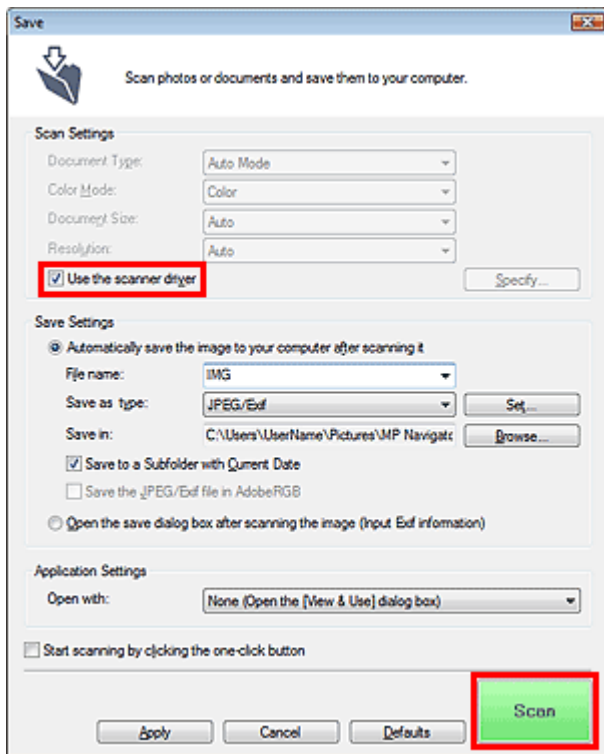 Save
Scan photos or documents and save them to your computer.
Scan Settings
Document Type: Auto Mode
Color Mode: Color
Document Size: Auto
Resolution: Auto
Use the scanner driver Specify...
Save Settings
Automatically save the image to your computer after scanning it
File name: IMG
Save as type: JPEG/Exif Set...
Save in: C:\Users\UserName\Pictures\MP Navigato Browse...
Save to a Subfolder with Current Date
Save the JPEG/Exif file in AdobeRGB
Open the save dialog box after scanning the image (Input Exif information)
Application Settings
Open with: None (Open the [View & Use] dialog box)
Start scanning by clicking the one-click button
Scan
Apply Cancel Defaults